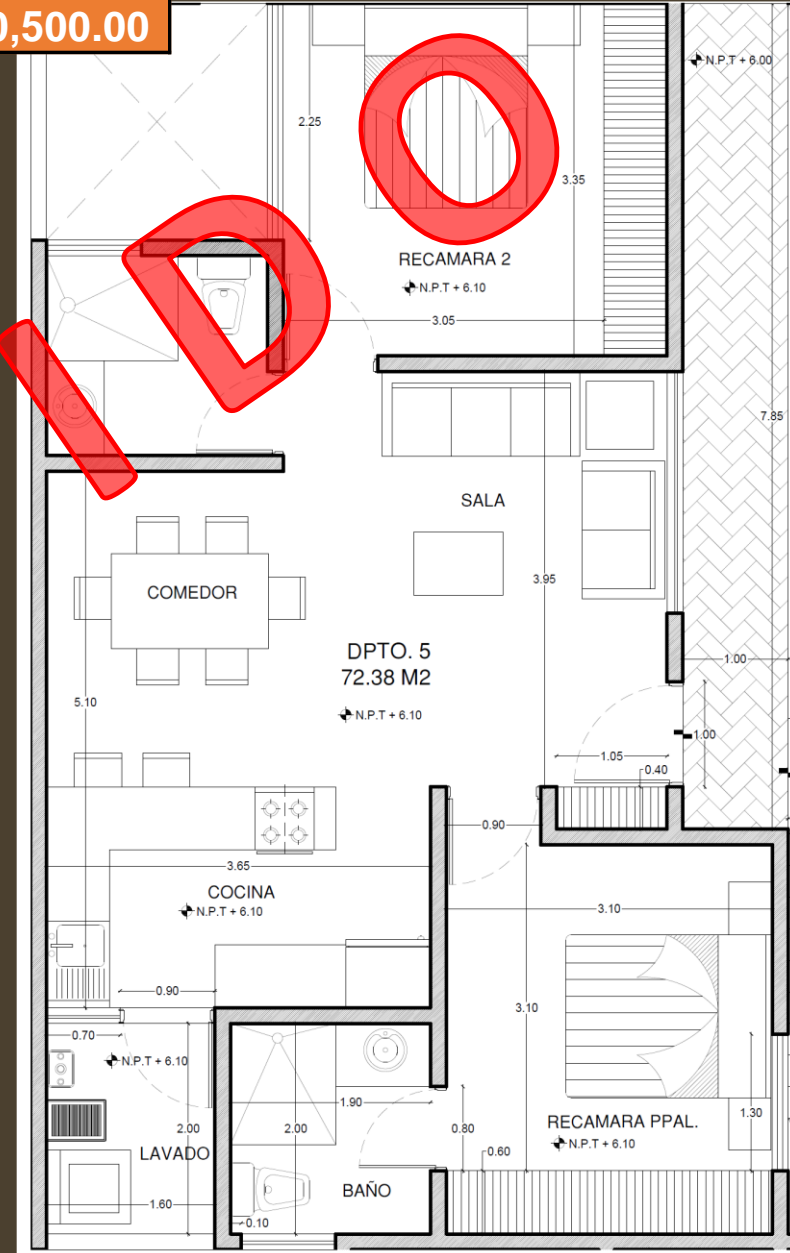 0,500.00
N.P.T + 6.00
2.25
3.35
RECAMARA 2
N.P.T + 6.10
3.05
7.85
SALA
COMEDOR
3.95
DPTO. 5
72.38 M2
N.P.T + 6.10
1.00
5.10
1.00
1.05
0.40
0.90
3.65
COCINA
N.P.T + 6.10
3.10
0.90
3.10
0.70
N.P.T + 6.10
1.90
1.30
2.00
2.00
0.80
RECAMARA PPAL.
N.P.T + 6.10
LAVADO
0.60
BAÑO
1.60
0.10
IDO